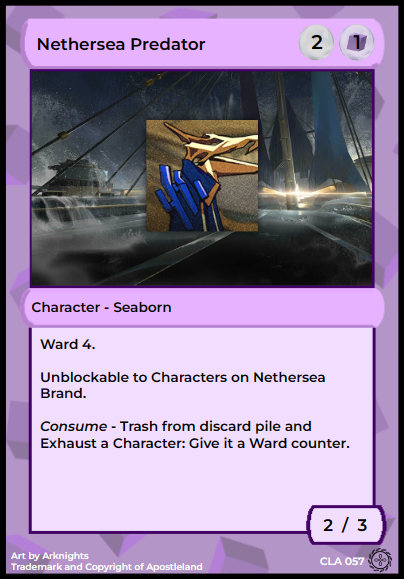 Nethersea Predator
2 1
Character - Seaborn
Ward 4.
Unblockable to Characters on Nethersea
Brand.
Consume - Trash from discard pile and
Exhaust a Character: Give it a Ward counter.
2 / 3
Art by Arknights
Trademark and Copyright of Apostleland
CLA 057